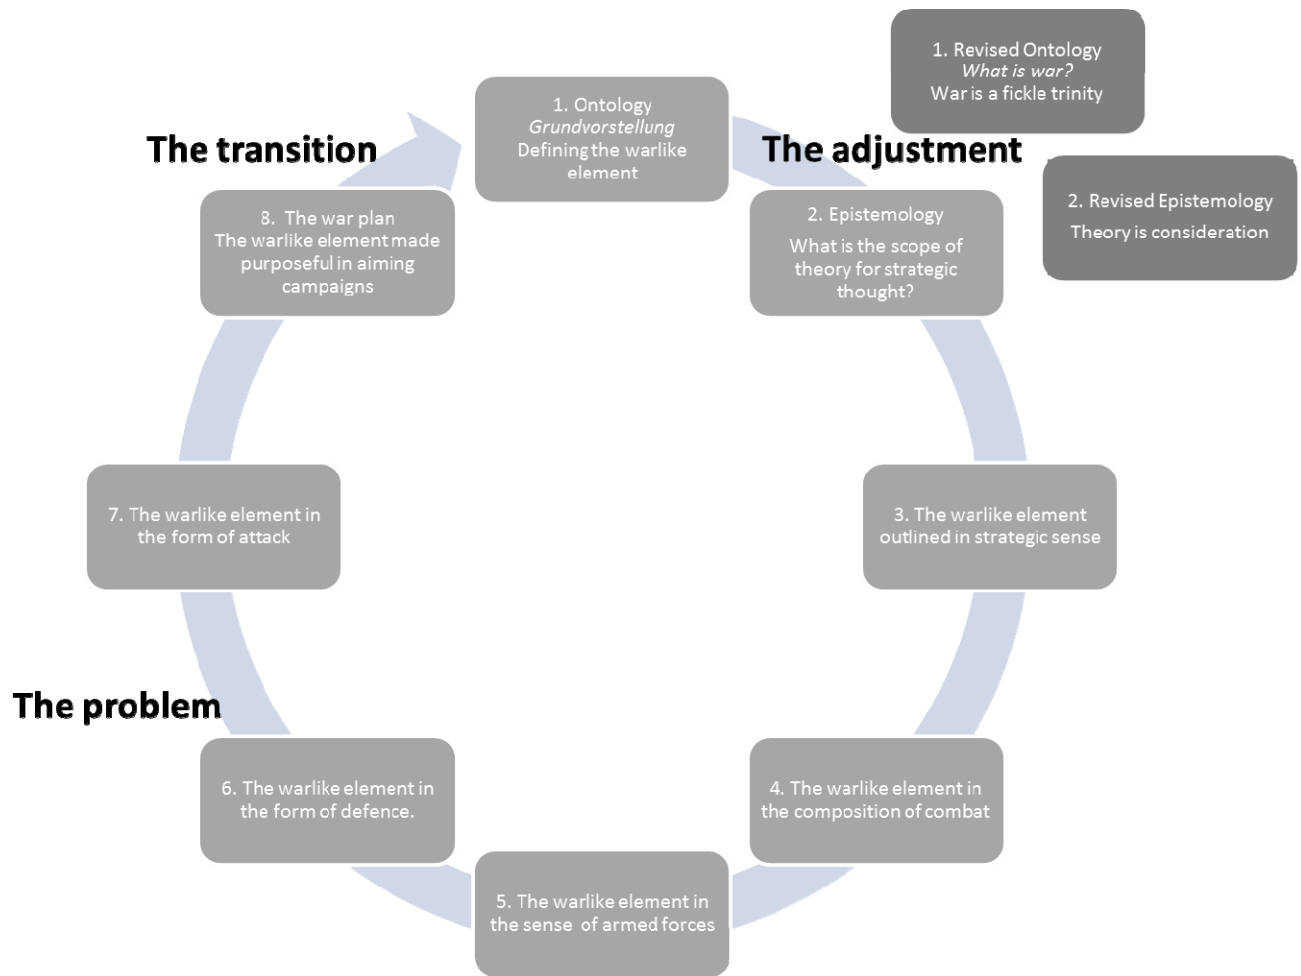 1. Revised Ontology
What is war?
War is a fickle trinity
1. Ontology
Grundvorstellung
Defining the warlike
element
The transition
The adjustment
2. Revised Epistemology
Theory is consideration
8. The war plan
The warlike element made
purposeful in aiming
campaigns
2. Epistemology
What is the scope of
theory for strategic
thought?
7. The warlike element in
the form of attack
3. The warlike element
outlined in strategic sense
The problem
6. The warlike element in
the form of defence.
4. The warlike element in
the composition of combat
5. The warlike element in
the sense of armed forces